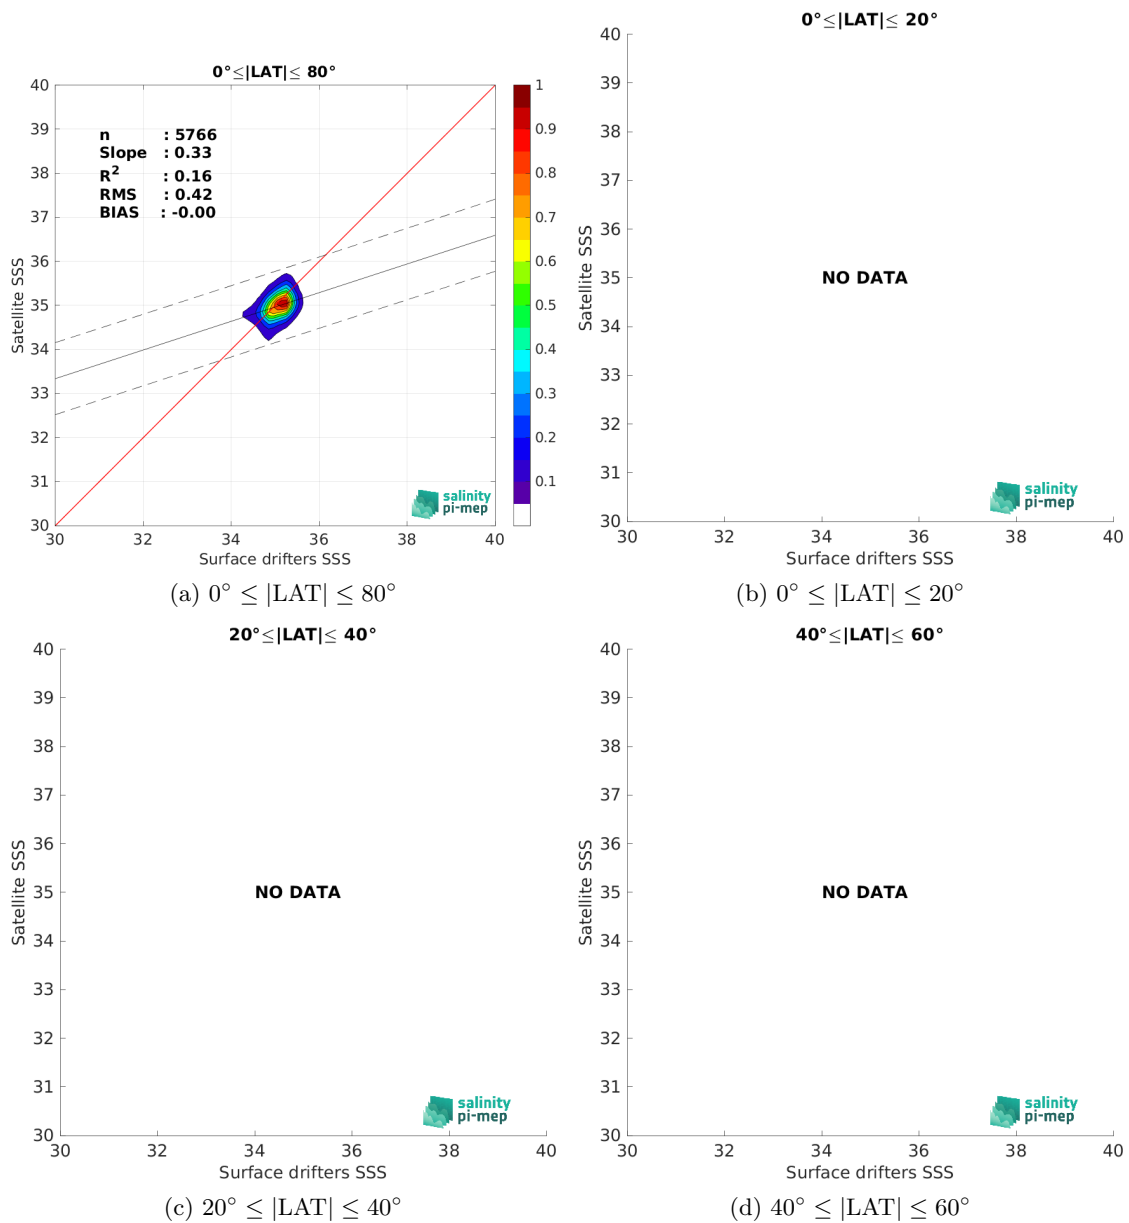 0°≤|LAT|≤ 80°
40
39
38
37
36
35
34
33
32
31
30
Satellite SSS
n : 5766
Slope : 0.33
R² : 0.16
RMS : 0.42
BIAS : -0.00
1
0.9
0.8
0.7
0.6
0.5
0.4
0.3
0.2
0.1
salinity
pi-mep
30 32 34 36 38 40
Surface drifters SSS
(a) 0° ≤ |LAT| ≤ 80°
0°≤|LAT|≤ 20°
40
39
38
37
36
35
34
33
32
31
30
Satellite SSS
NO DATA
salinity
pi-mep
30 32 34 36 38 40
Surface drifters SSS
(b) 0° ≤ |LAT| ≤ 20°
20°≤|LAT|≤ 40°
40
39
38
37
36
35
34
33
32
31
30
Satellite SSS
NO DATA
salinity
pi-mep
30 32 34 36 38 40
Surface drifters SSS
(c) 20° ≤ |LAT| ≤ 40°
40°≤|LAT|≤ 60°
40
39
38
37
36
35
34
33
32
31
30
Satellite SSS
NO DATA
salinity
pi-mep
30 32 34 36 38 40
Surface drifters SSS
(d) 40° ≤ |LAT| ≤ 60°